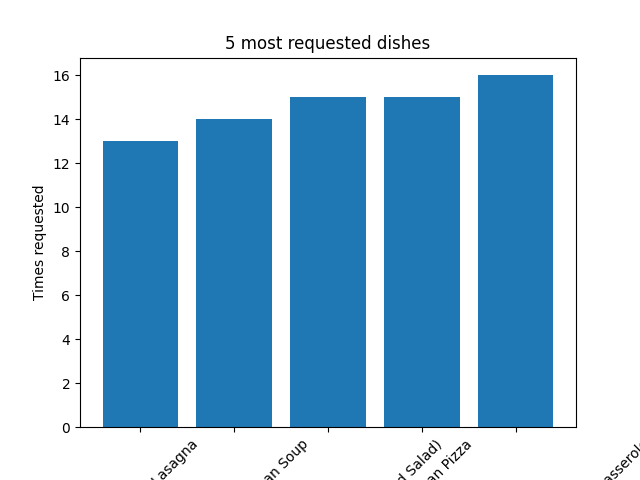 5 most requested dishes
Times requested
16
14
12
10
8
6
4
2
0
Lasagna
Soup
Salad)
Pizza